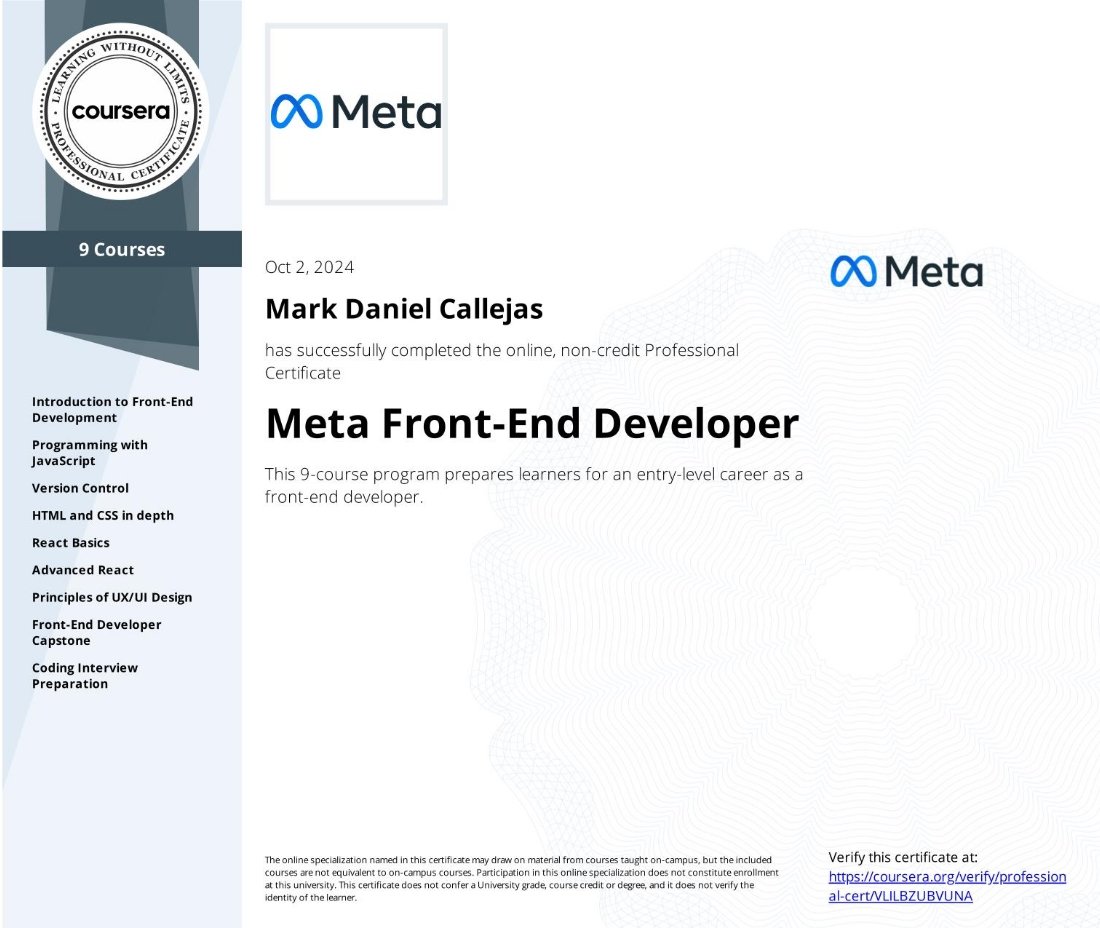 LEARNING WITHOUT LIMITS
coursera
PROFESSIONAL CERTIFICATE
9 Courses
Introduction to Front-End
Development
Programming with
JavaScript
Version Control
HTML and CSS in depth
React Basics
Advanced React
Principles of UX/UI Design
Front-End Developer
Capstone
Coding Interview
Preparation
Meta
Oct 2, 2024
Mark Daniel Callejas
has successfully completed the online, non-credit Professional
Certificate
Meta Front-End Developer
This 9-course program prepares learners for an entry-level career as a
front-end developer.
Meta
The online specialization named in this certificate may draw on material from courses taught on-campus, but the included
courses are not equivalent to on-campus courses. Participation in this online specialization does not constitute enrollment
at this university. This certificate does not confer a University grade, course credit or degree, and it does not verify the
identity of the learner.
Verify this certificate at:
https://coursera.org/verify/profession
al-cert/VLILBZUBVUNA